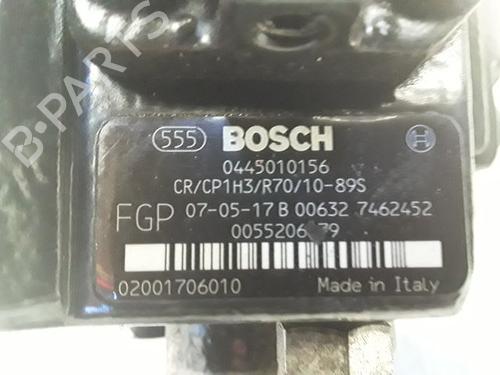 B-PARTS
555 BOSCH H
0445010156
CR/CP1H3/R70/10-89S
FGP 07-05-17 B 00632 7462452
02001706010 Made in Italy